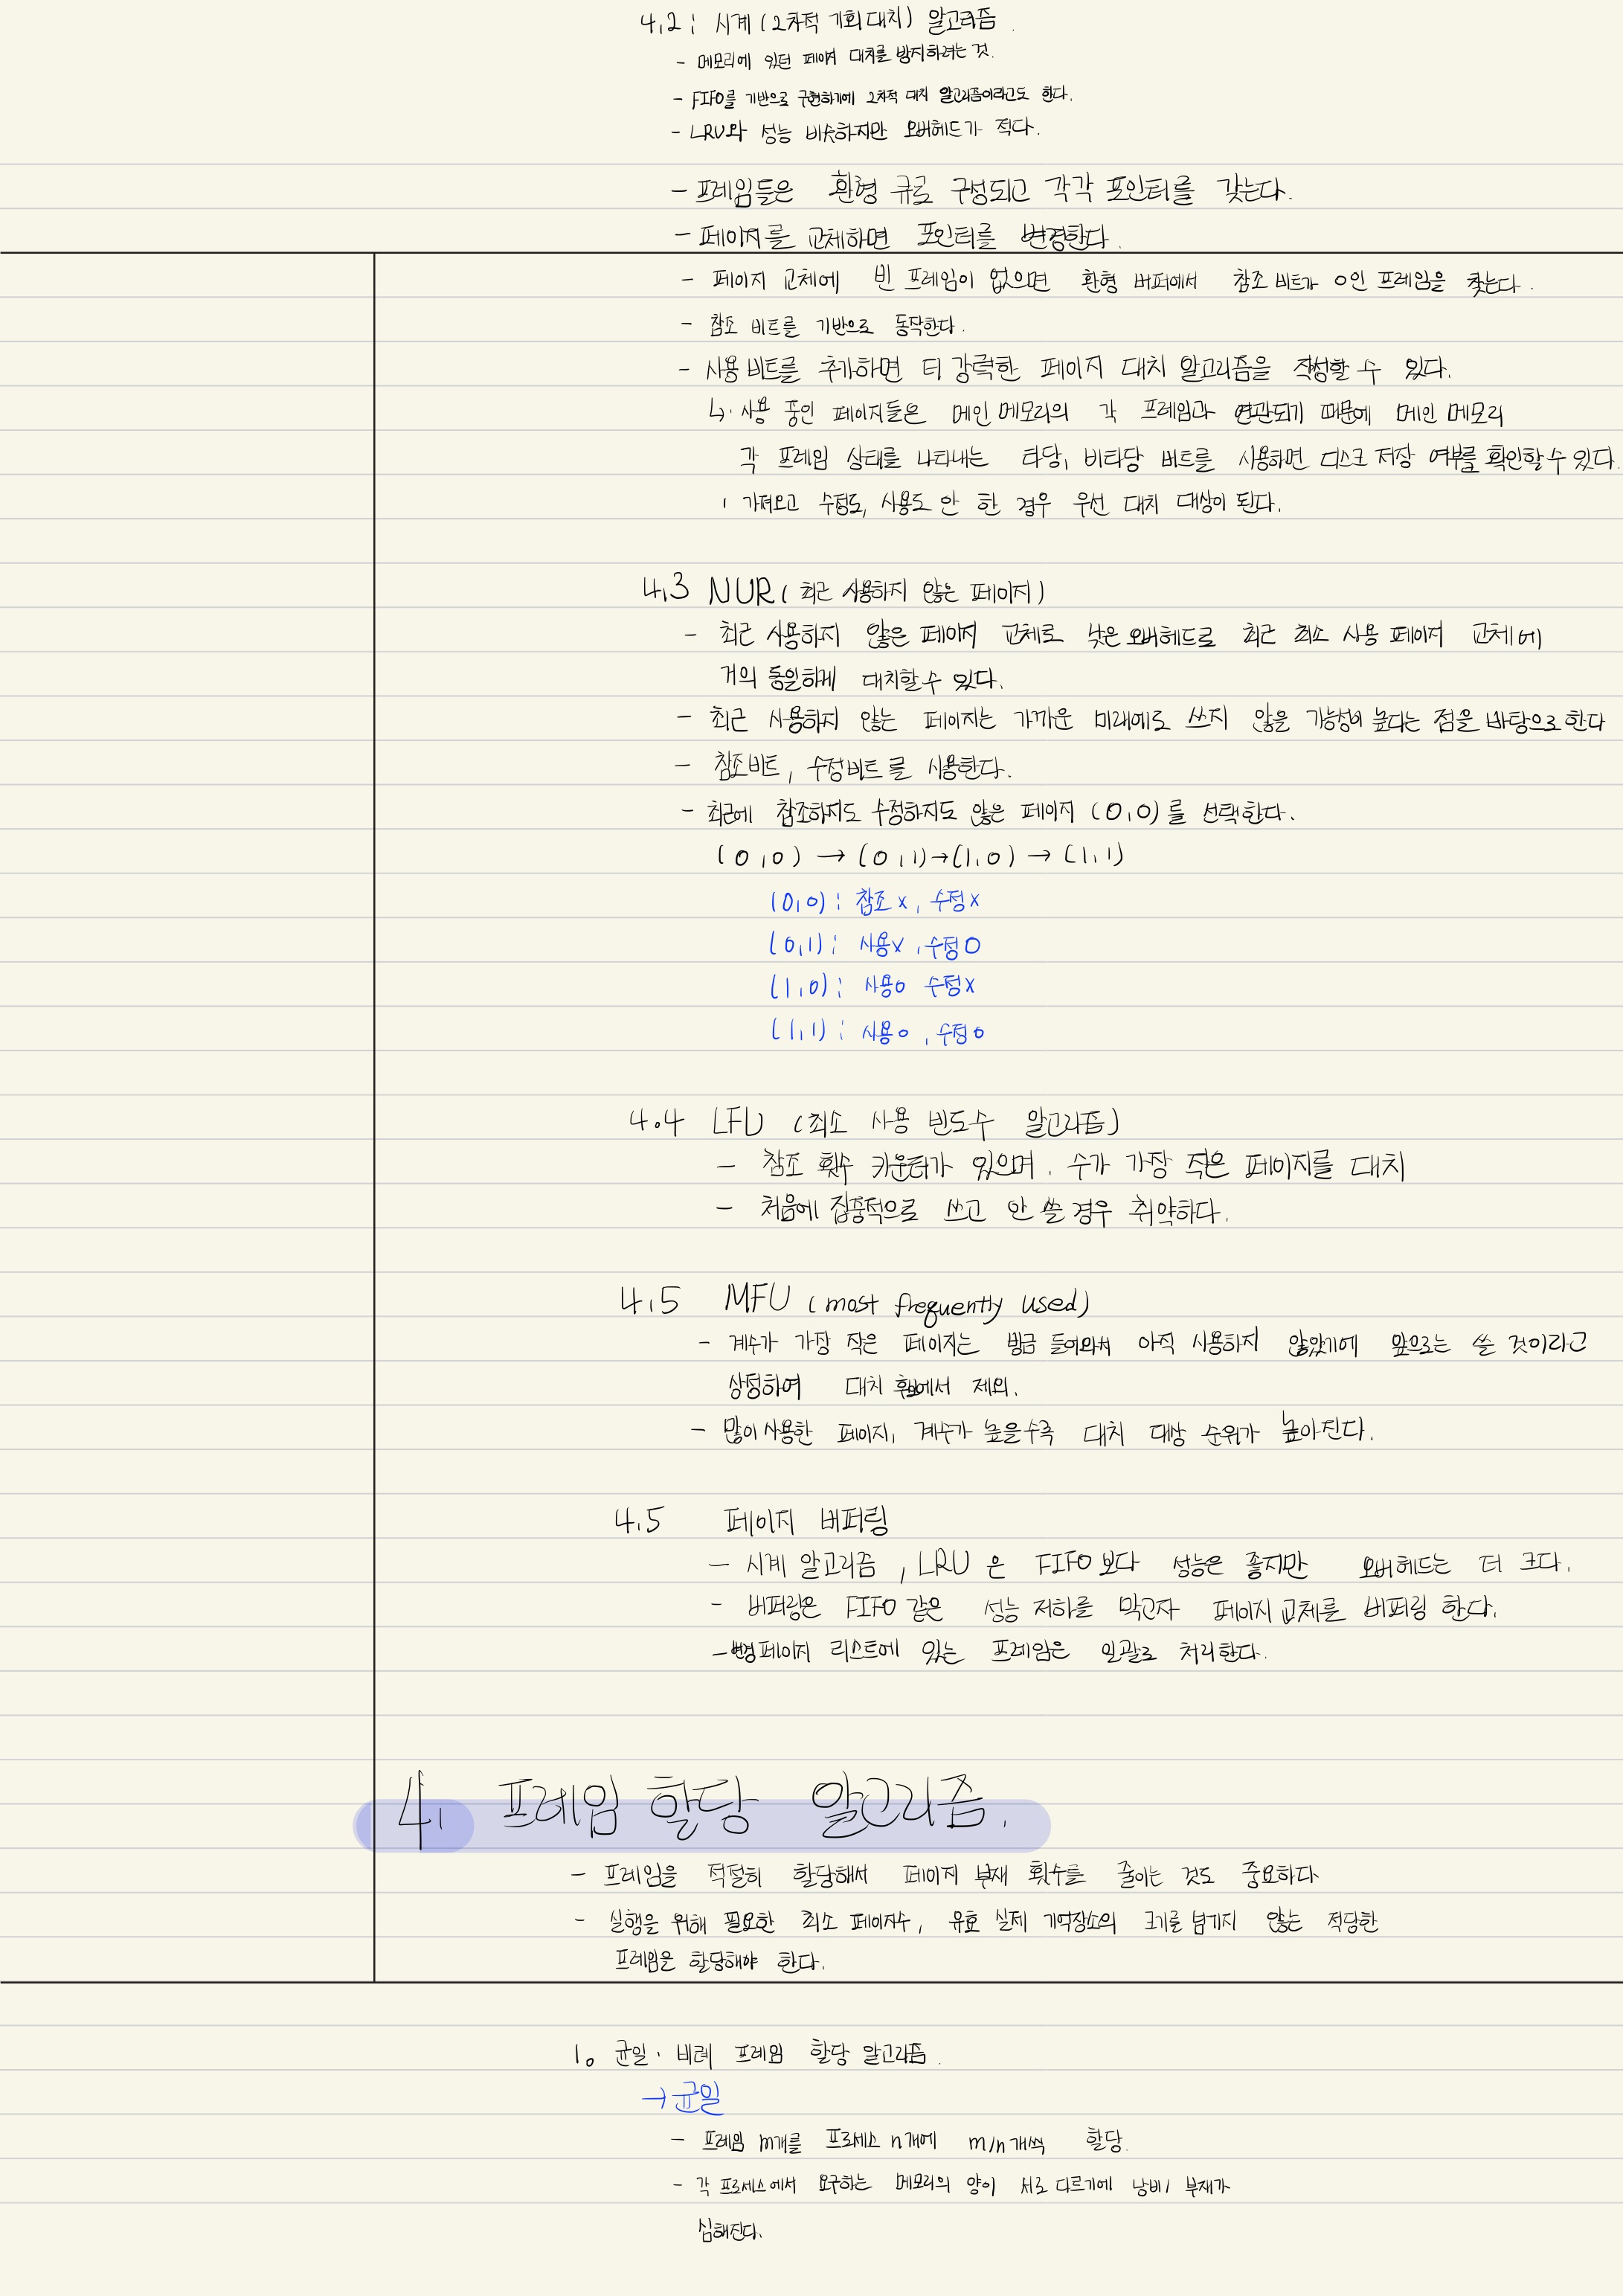 4.2 : 시계 (2차적 기회 대치) 알고리즘.
- 메모리에 있던 페이지 대치를 방지하려는 것.
- FIFO를 기반으로 구현하기에 2차적 대치 알고리즘이라고도 한다.
- LRU와 성능 비슷하지만 오버헤드가 적다.
- 프레임들은 환형 큐로 구성되고 각각 포인터를 갖는다.
- 페이지를 교체하면 포인터를 변경한다.
- 페이지 교체에 빈 프레임이 없으면 환형 버퍼에서 참조 비트가 0인 프레임을 찾는다.
- 참조 비트를 기반으로 동작한다.
- 사용 비트를 추가하면 더 강력한 페이지 대치 알고리즘을 작성할 수 있다.
↳. 사용 중인 페이지들은 메인 메모리의 각 프레임과 연관되기 때문에 메인 메모리
각 프레임 상태를 나타내는 타당, 비타당 비트를 사용하면 디스크 저장 여부를 확인할 수 있다.
, 가져오고 수정도, 사용도 안 한 경우 우선 대치 대상이 된다.
4.3 NUR ( 최근 사용하지 않은 페이지)
- 최근 사용하지 않은 페이지 교체로 낮은 오버헤드로 최근 최소 사용 페이지 교체에
거의 동일하게 대치할 수 있다.
- 최근 사용하지 않는 페이지는 가까운 미래에도 쓰지 않을 가능성이 높다는 점을 바탕으로 한다
- 참조비트, 수정비트를 사용한다.
- 최근에 참조하지도 수정하지도 않은 페이지 (0,0)를 선택한다.
(0,0) → (0,1) → (1,0) → (1,1)
(0,0) : 참조 x, 수정 x
(0,1) : 사용 x, 수정 O
(1,0) : 사용 o 수정 x
(1,1) : 사용 o, 수정 o
4.4 LFU (최소 사용 빈도수 알고리즘)
- 참조 횟수 카운터가 있으며, 수가 가장 작은 페이지를 대치
- 처음에 집중적으로 쓰고 안 쓸 경우 취약하다.
4.5 MFU (most frequently used)
- 계수가 가장 작은 페이지는 방금 들어와서 아직 사용하지 않았기에 앞으로는 쓸 것이라고
상정하여 대치 후보에서 제외.
- 많이 사용한 페이지, 계수가 높을수록 대치 대상 순위가 높아진다.
4.5 페이지 버퍼링
- 시계 알고리즘, LRU 은 FIFO 보다 성능은 좋지만 오버헤드는 더 크다.
- 버퍼링은 FIFO 같은 성능 저하를 막고자 페이지 교체를 버퍼링 한다.
- 변경 페이지 리스트에 있는 프레임은 일괄로 처리한다.
4. 프레임 할당 알고리즘.
- 프레임을 적절히 할당해서 페이지 부재 횟수를 줄이는 것도 중요하다
- 실행을 위해 필요한 최소 페이지수, 유효 실제 기억장소의 크기를 넘기지 않는 적당한
프레임은 할당해야 한다.
1. 균일 · 비례 프레임 할당 알고리즘.
→ 균일
- 프레임 m개를 프로세스 n개에 m/n 개씩 할당.
- 각 프로세스에서 요구하는 메모리의 양이 서로 다르기에 낭비, 부재가
심해진다.